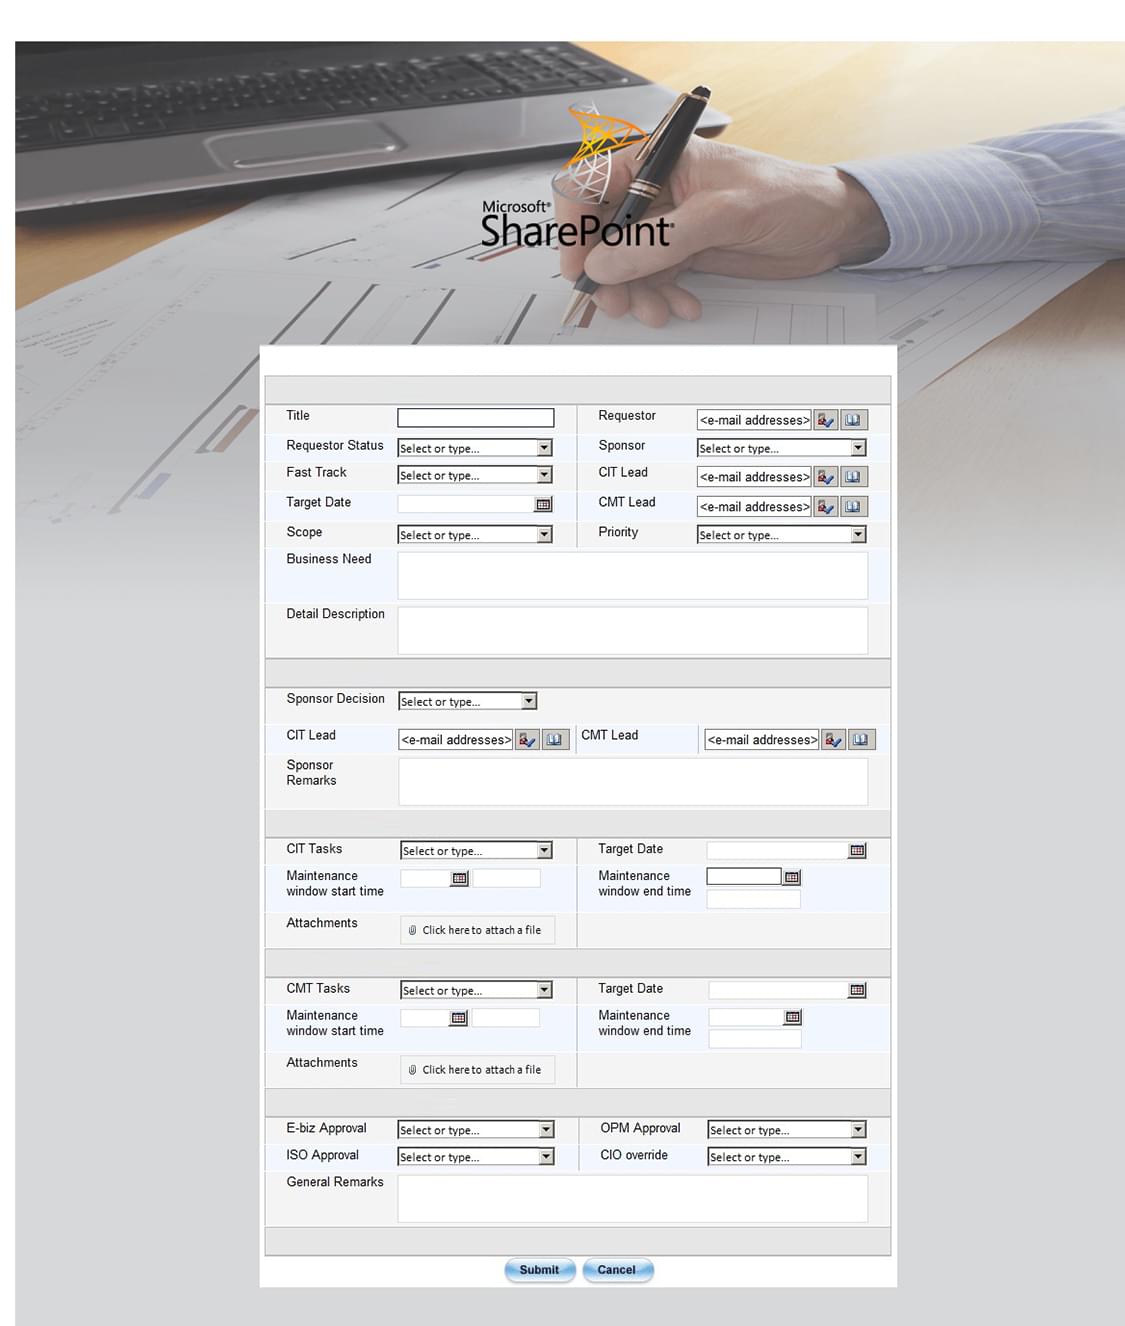 Microsoft®
SharePoint®
Title
Requestor
<e-mail addresses>
Requestor Status
Select or type...
Sponsor
Select or type...
Fast Track
Select or type...
CIT Lead
<e-mail addresses>
Target Date
CMT Lead
<e-mail addresses>
Scope
Select or type...
Priority
Select or type...
Business Need
Detail Description
Sponsor Decision
Select or type...
CIT Lead
<e-mail addresses>
CMT Lead
<e-mail addresses>
Sponsor
Remarks
CIT Tasks
Select or type...
Target Date
Maintenance
window start time
Maintenance
window end time
Attachments
Click here to attach a file
CMT Tasks
Select or type...
Target Date
Maintenance
window start time
Maintenance
window end time
Attachments
Click here to attach a file
E-biz Approval
Select or type...
OPM Approval
Select or type...
ISO Approval
Select or type...
CIO override
Select or type...
General Remarks
Submit
Cancel